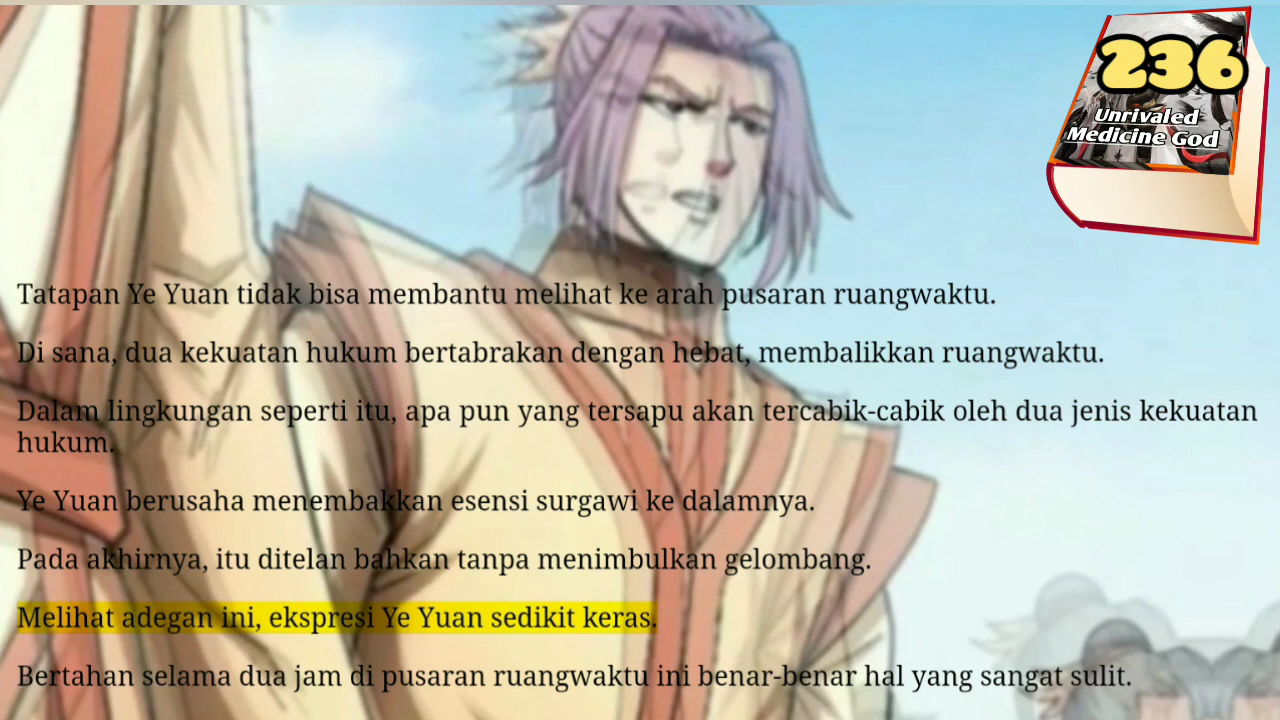 236
Unrivaled
Medicine God
Tatapan Ye Yuan tidak bisa membantu melihat ke arah pusaran ruangwaktu.
Di sana, dua kekuatan hukum bertabrakan dengan hebat, membalikkan ruangwaktu.
Dalam lingkungan seperti itu, apa pun yang tersapu akan tercabik-cabik oleh dua jenis kekuatan
hukum.
Ye Yuan berusaha menembakkan esensi surgawi ke dalamnya.
Pada akhirnya, itu ditelan bahkan tanpa menimbulkan gelombang.
Melihat adegan ini, ekspresi Ye Yuan sedikit keras.
Bertahan selama dua jam di pusaran ruangwaktu ini benar-benar hal yang sangat sulit.